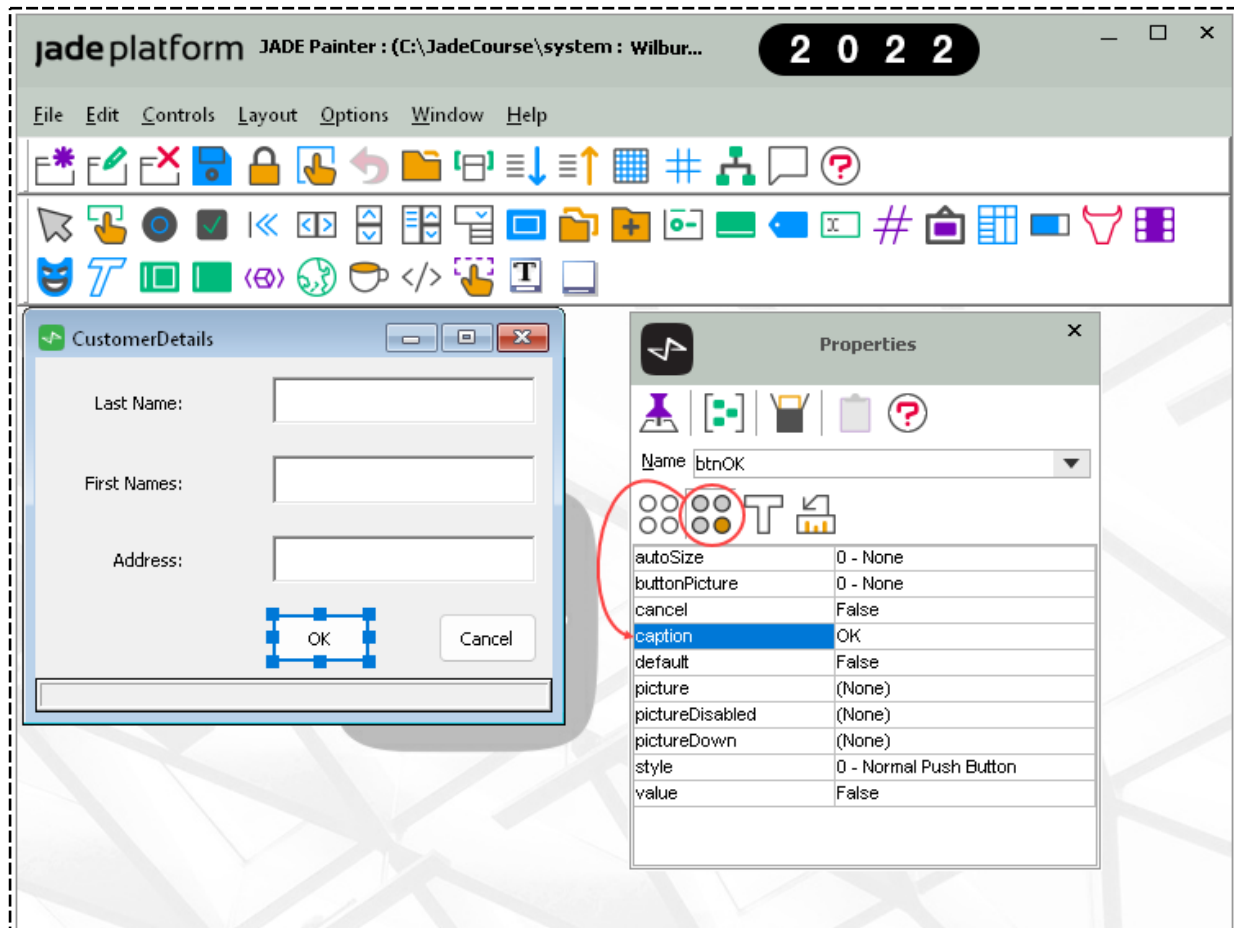 jadeplatform JADE Painter : (C:\JadeCourse\system : Wilbur... 2 0 2 2
File Edit Controls Layout Options Window Help
CustomerDetails
Last Name:
First Names:
Address:
OK Cancel
Properties
Name btnOK
autoSize 0 - None
buttonPicture 0 - None
cancel False
caption OK
default False
picture (None)
pictureDisabled (None)
pictureDown (None)
style 0 - Normal Push Button
value False